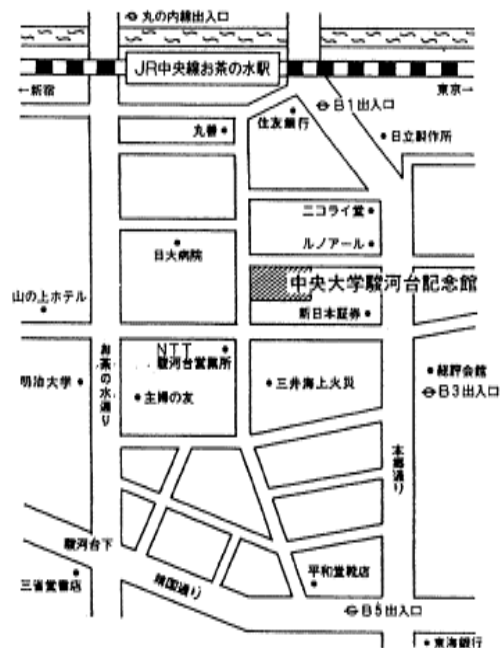 丸の内線出入口
JR中央線お茶の水駅
←新宿
東京→
B1出入口
丸善
住友銀行
日立製作所
ニコライ堂
ルノアール
日大病院
中央大学駿河台記念館
山の上ホテル
新日本証券
NTT
駿河台営業所
お茶の水通り
明治大学
主婦の友
三井海上火災
総評会館
B3出入口
本郷通り
駿河台下
靖国通り
平和堂靴店
三省堂書店
B5出入口
東海銀行